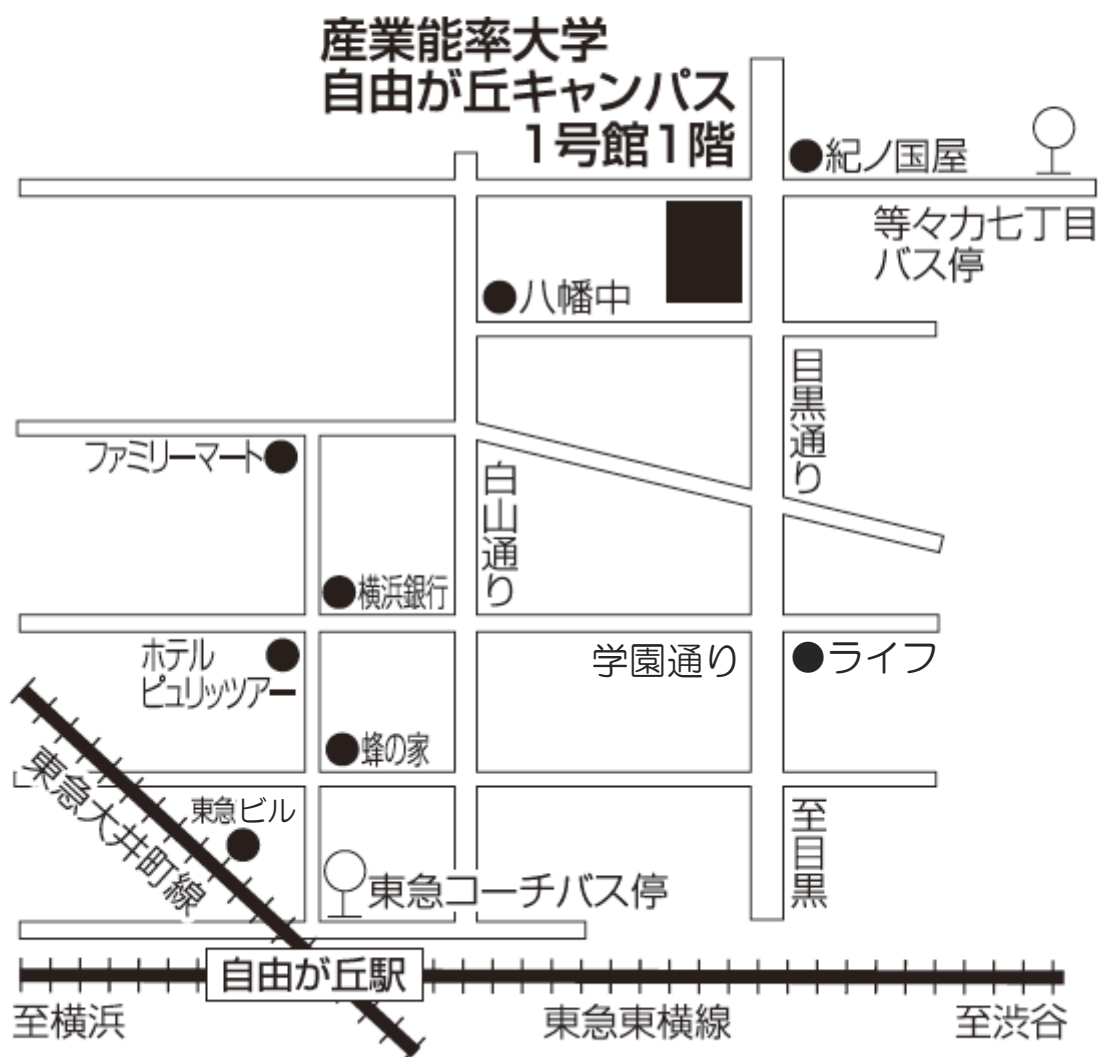 産業能率大学
自由が丘キャンパス
1号館1階
紀ノ国屋
等々力七丁目
バス停
八幡中
目黒通り
ファミリーマート
白山通り
横浜銀行
ホテル
ピュリッツアー
学園通り
ライフ
蜂の家
東急大井町線
東急ビル
至目黒
東急コーチバス停
自由が丘駅
至横浜
東急東横線
至渋谷